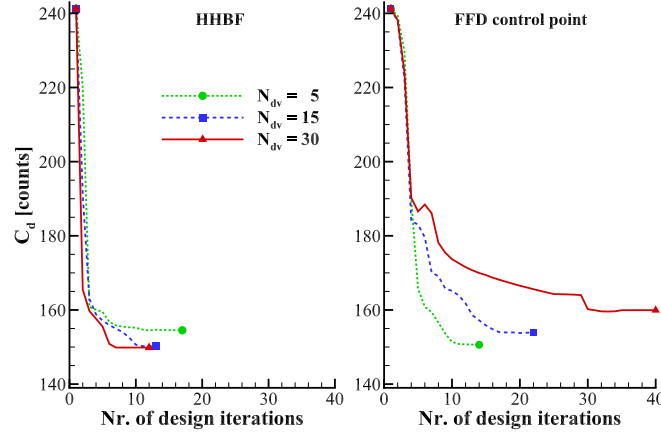 HHBF
FFD control point
N_dv = 5
N_dv = 15
N_dv = 30
C_d [counts]
240
220
200
180
160
140
0
10
20
30
40
Nr. of design iterations
240
220
200
180
160
140
0
10
20
30
40
Nr. of design iterations